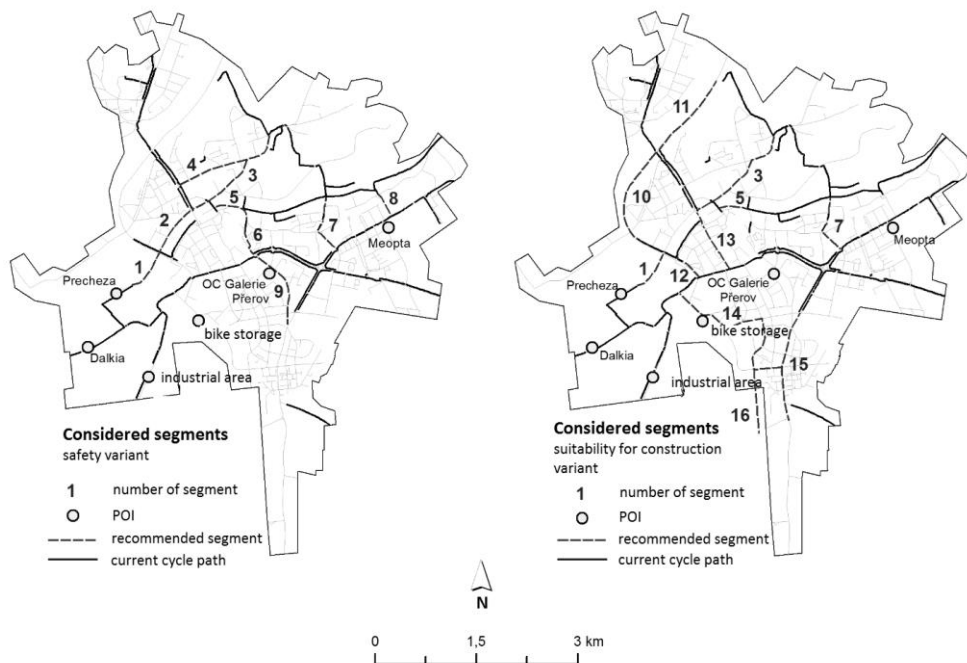 11
4
3
5
2
8
6
7
Meopta
1
Precheza
OC Galerie
Přerov
9
bike storage
Dalkia
industrial area
Considered segments
safety variant
1 number of segment
POI
recommended segment
current cycle path
3
10
5
7
13
Meopta
1
12
Precheza
OC Galerie
Přerov
14
bike storage
Dalkia
15
industrial area
16
Considered segments
suitability for construction
variant
1 number of segment
POI
recommended segment
current cycle path
N
0 1,5 3 km